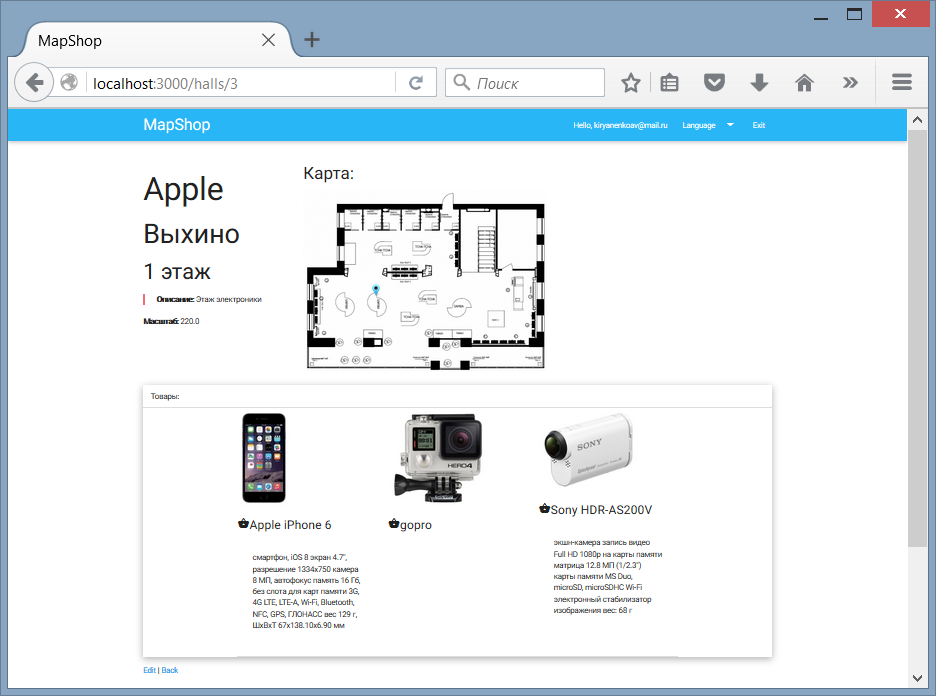 MapShop
localhost:3000/halls/3
Поиск
MapShop
Hello, kiryanenkoav@mail.ru
Language
Exit
Apple
Выхино
1 этаж
Описание: Этаж электроники
Масштаб: 220.0
Карта:
Товары:
HERO4
SONY
Apple iPhone 6
gopro
Sony HDR-AS200V
смартфон, iOS 8 экран 4.7",
разрешение 1334x750 камера
8 МП, автофокус память 16 Гб,
без слота для карт памяти 3G,
4G LTE, LTE-A, Wi-Fi, Bluetooth,
NFC, GPS, ГЛОНАСС вес 129 г,
ШxВxТ 67x138.10x6.90 мм
экшн-камера запись видео
Full HD 1080p на карты памяти
матрица 12.8 МП (1/2.3")
карты памяти MS Duo,
microSD, microSDHC Wi-Fi
электронный стабилизатор
изображения вес: 68 г
Edit | Back